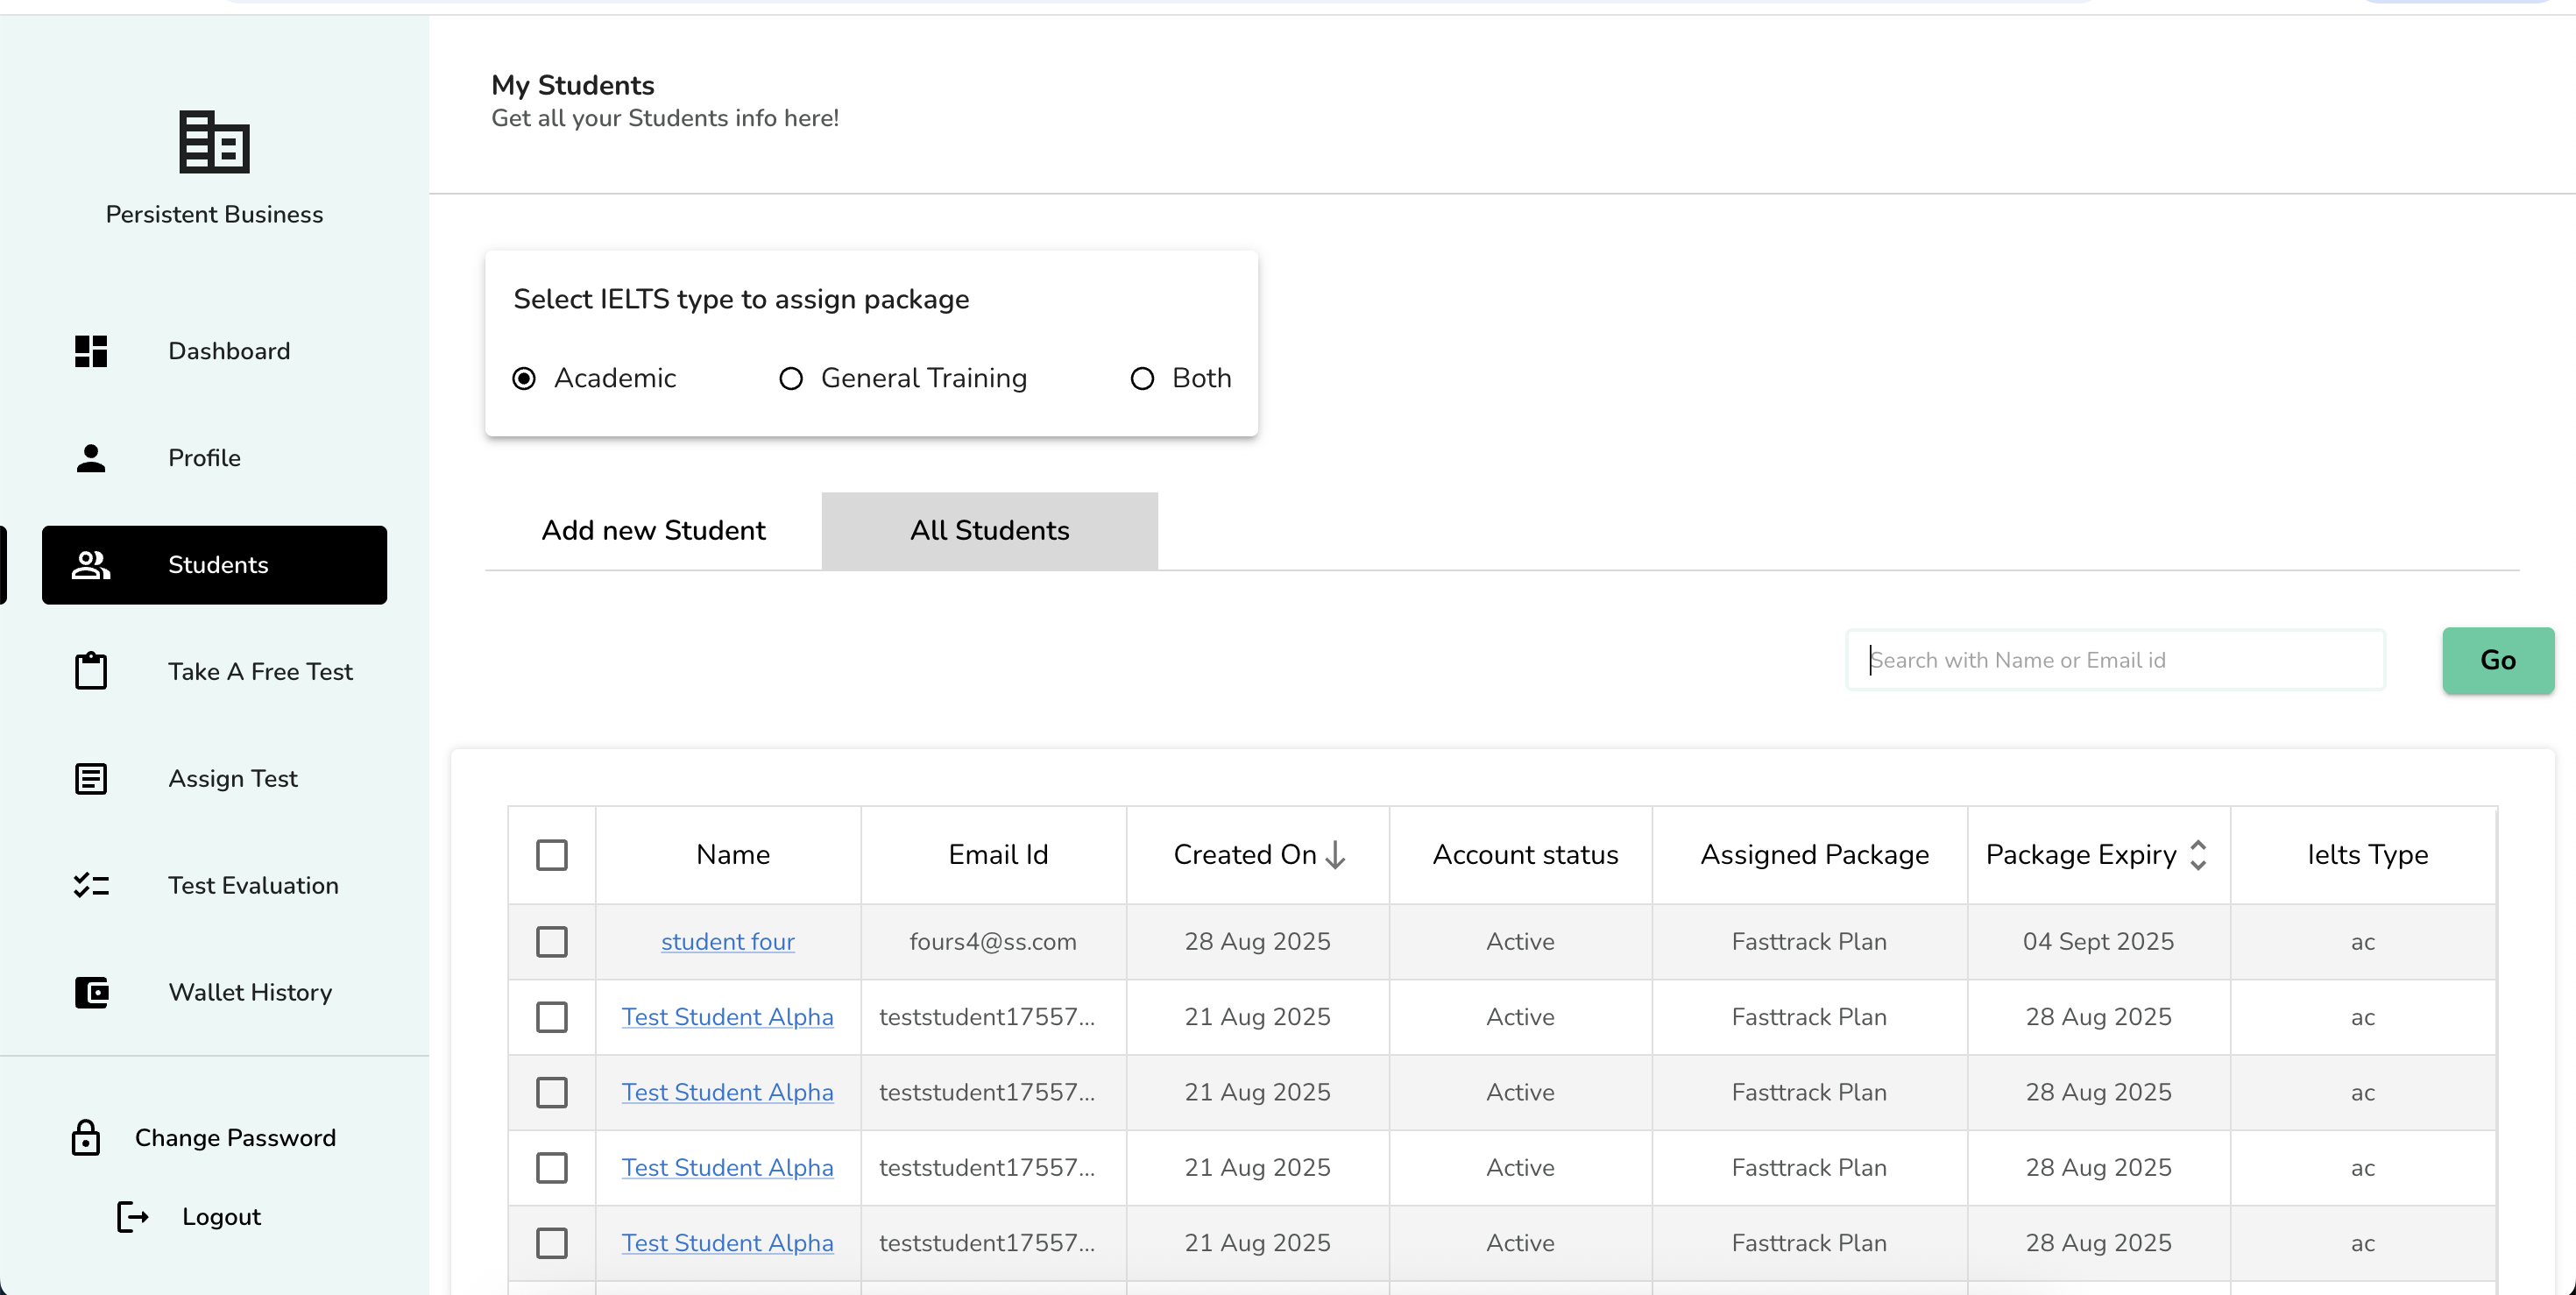 Persistent Business
Dashboard
Profile
Students
Take A Free Test
Assign Test
Test Evaluation
Wallet History
Change Password
Logout
My Students
Get all your Students info here!
Select IELTS type to assign package
Academic General Training Both
Add new Student All Students
Search with Name or Email id Go
Name Email Id Created On Account status Assigned Package Package Expiry Ielts Type
student four fours4@ss.com 28 Aug 2025 Active Fasttrack Plan 04 Sept 2025 ac
Test Student Alpha teststudent17557... 21 Aug 2025 Active Fasttrack Plan 28 Aug 2025 ac
Test Student Alpha teststudent17557... 21 Aug 2025 Active Fasttrack Plan 28 Aug 2025 ac
Test Student Alpha teststudent17557... 21 Aug 2025 Active Fasttrack Plan 28 Aug 2025 ac
Test Student Alpha teststudent17557... 21 Aug 2025 Active Fasttrack Plan 28 Aug 2025 ac